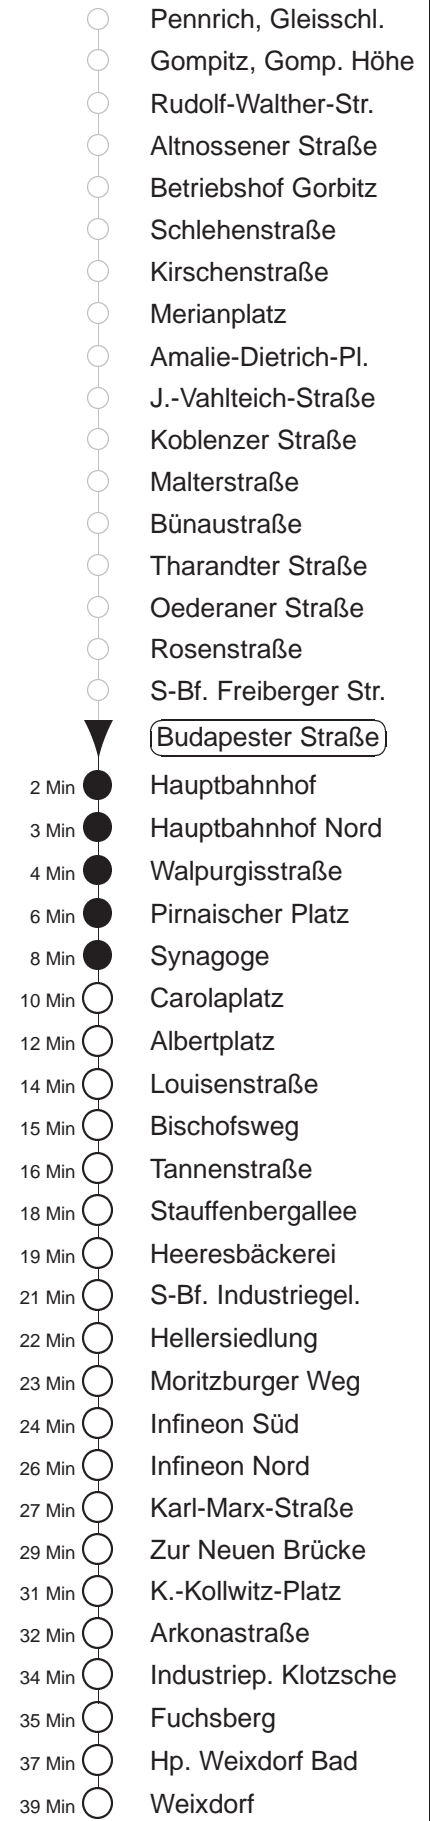 Pennrich, Gleisschl.
Gompitz, Gomp. Höhe
Rudolf-Walther-Str.
Altnossener Straße
Betriebshof Gorbitz
Schlehenstraße
Kirschenstraße
Merianplatz
Amalie-Dietrich-Pl.
J.-Vahlteich-Straße
Koblenzer Straße
Malterstraße
Bünaustraße
Tharandter Straße
Oederaner Straße
Rosenstraße
S-Bf. Freiberger Str.
Budapester Straße
2 Min Hauptbahnhof
3 Min Hauptbahnhof Nord
4 Min Walpurgisstraße
6 Min Pirnaischer Platz
8 Min Synagoge
10 Min Carolaplatz
12 Min Albertplatz
14 Min Louisenstraße
15 Min Bischofsweg
16 Min Tannenstraße
18 Min Stauffenbergallee
19 Min Heeresbäckerei
21 Min S-Bf. Industriegel.
22 Min Hellersiedlung
23 Min Moritzburger Weg
24 Min Infineon Süd
26 Min Infineon Nord
27 Min Karl-Marx-Straße
29 Min Zur Neuen Brücke
31 Min K.-Kollwitz-Platz
32 Min Arkonastraße
34 Min Industriep. Klotzsche
35 Min Fuchsberg
37 Min Hp. Weixdorf Bad
39 Min Weixdorf